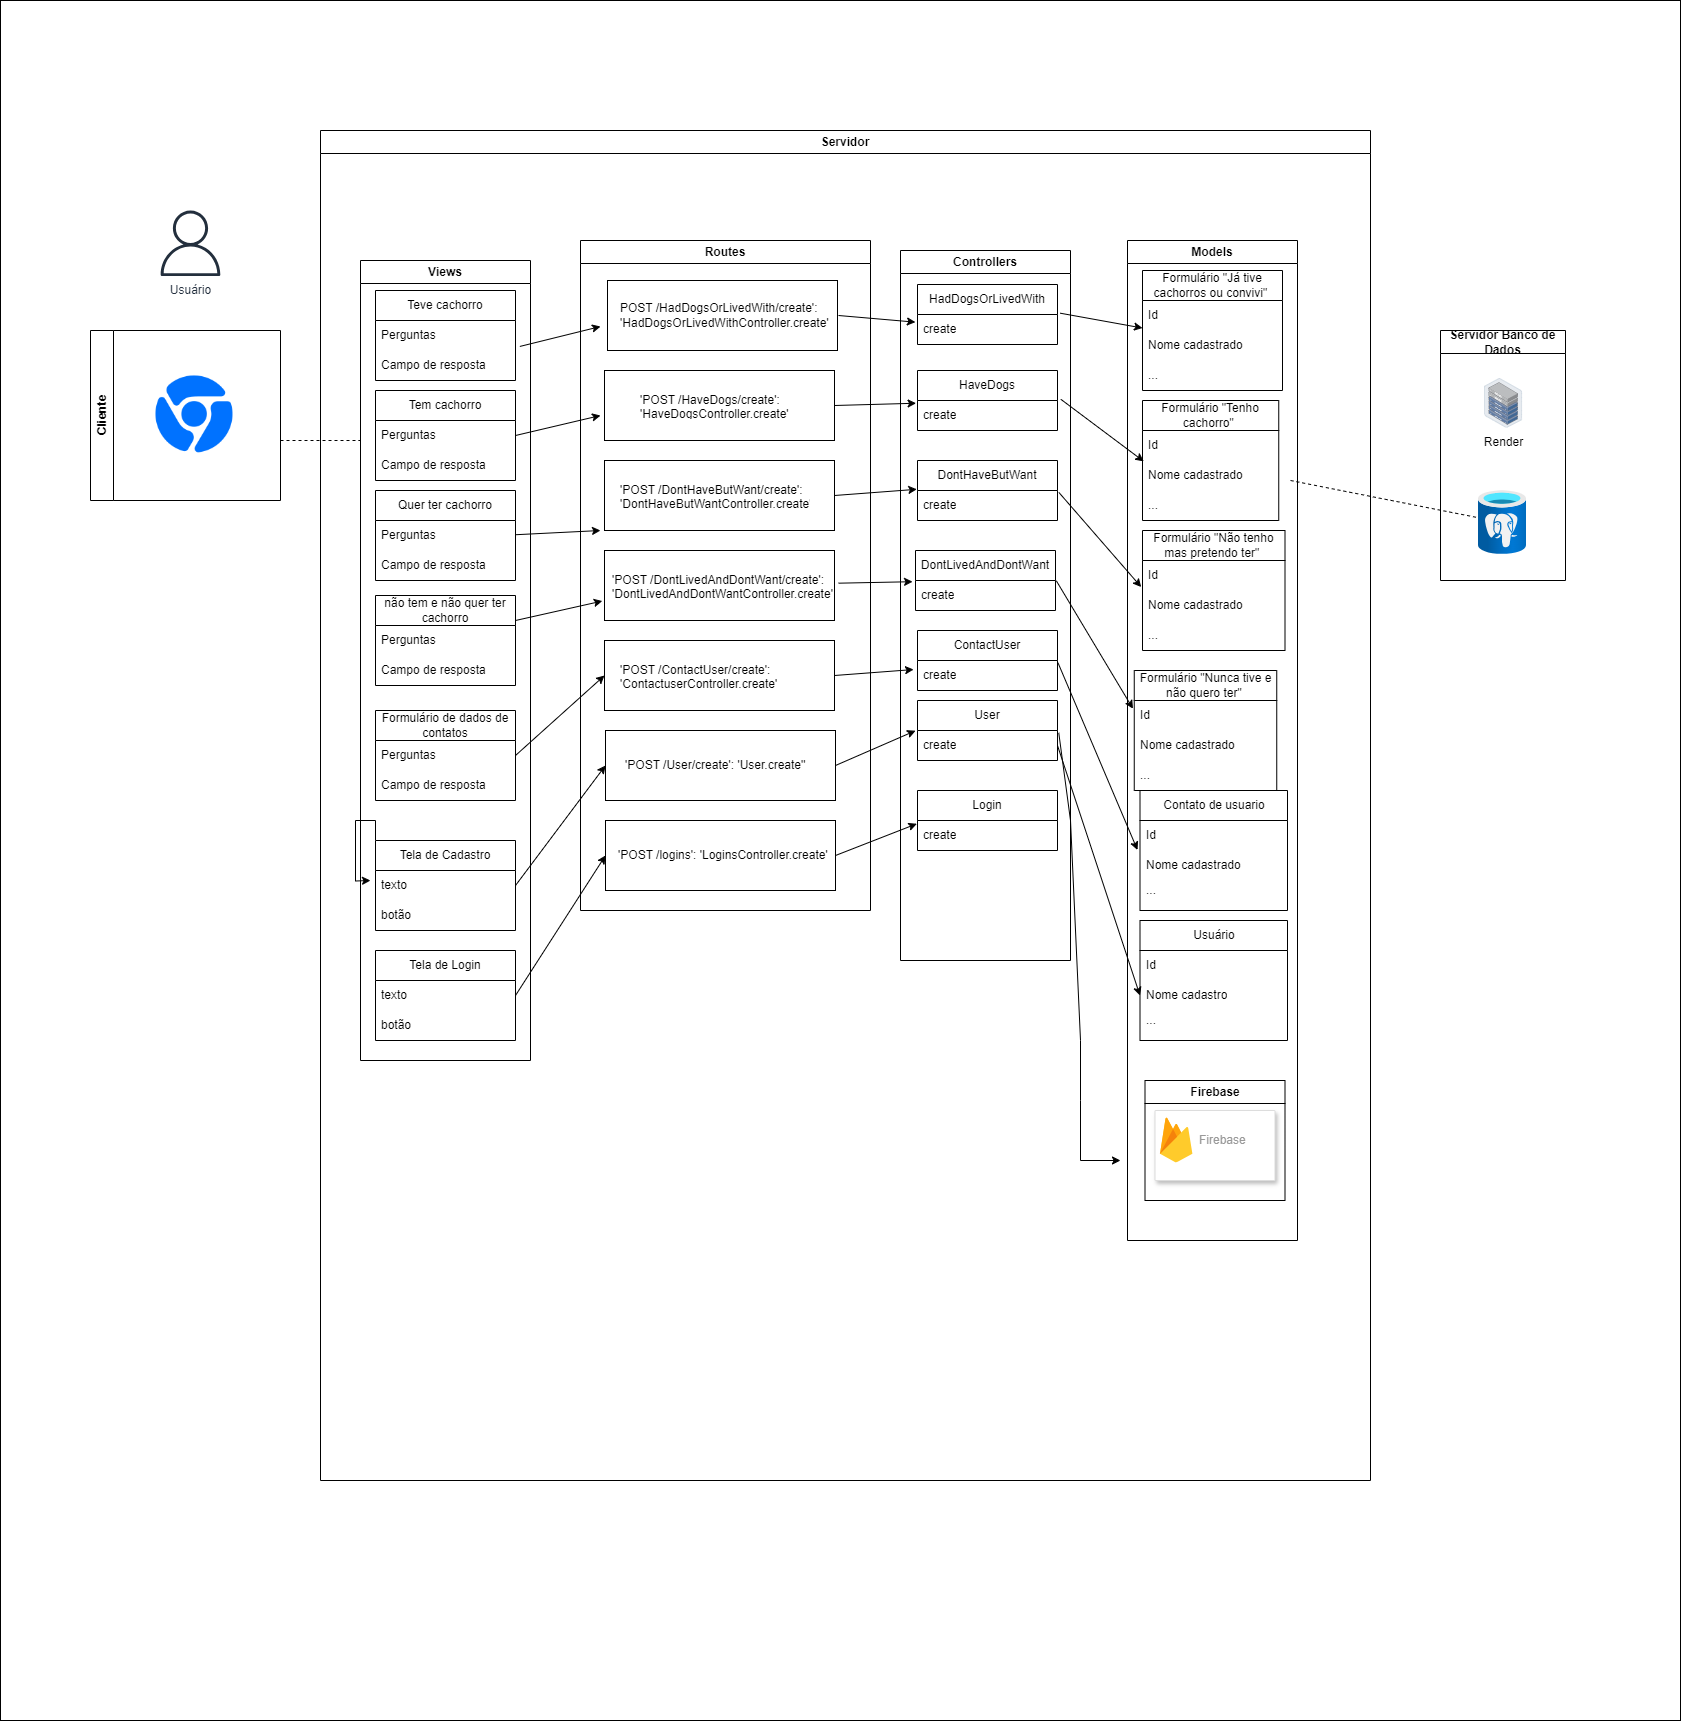 Servidor
Usuário
Cliente
Views
Teve cachorro
Perguntas
Campo de resposta
Tem cachorro
Perguntas
Campo de resposta
Quer ter cachorro
Perguntas
Campo de resposta
não tem e não quer ter
cachorro
Perguntas
Campo de resposta
Formulário de dados de
contatos
Perguntas
Campo de resposta
Tela de Cadastro
texto
botão
Tela de Login
texto
botão
Routes
POST /HadDogsOrLivedWith/create':
'HadDogsOrLivedWithController.create'
'POST /HaveDogs/create':
'HaveDogsController.create'
'POST /DontHaveButWant/create':
'DontHaveButWantController.create
'POST /DontLivedAndDontWant/create':
'DontLivedAndDontWantController.create'
'POST /ContactUser/create':
'ContactuserController.create'
'POST /User/create': 'User.create''
'POST /logins': 'LoginsController.create'
Controllers
HadDogsOrLivedWith
create
HaveDogs
create
DontHaveButWant
create
DontLivedAndDontWant
create
ContactUser
create
User
create
Login
create
Models
Formulário "Já tive
cachorros ou convivi"
Id
Nome cadastrado
...
Formulário "Tenho
cachorro"
Id
Nome cadastrado
...
Formulário "Não tenho
mas pretendo ter"
Id
Nome cadastrado
...
Formulário "Nunca tive e
não quero ter"
Id
Nome cadastrado
...
Contato de usuario
Id
Nome cadastrado
...
Usuário
Id
Nome cadastro
...
Firebase
Firebase
Servidor Banco de
Dados
Render